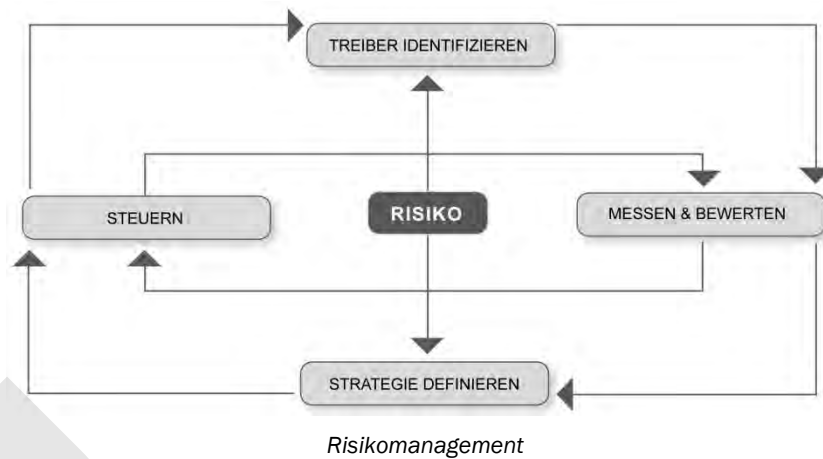 TREIBER IDENTIFIZIEREN
STEUERN
RISIKO
MESSEN & BEWERTEN
STRATEGIE DEFINIEREN
Risikomanagement